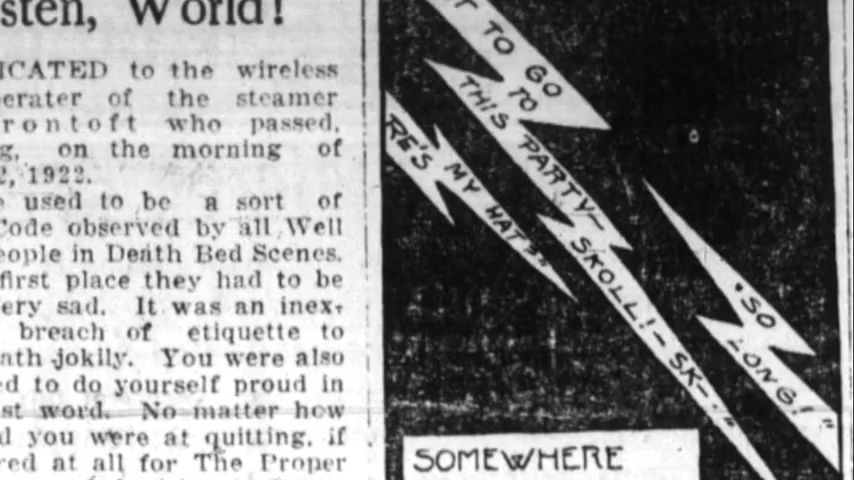 sten, World!
ICATED to the wireless
erater of the steamer
rontoft who passed,
g, on the morning of
2, 1922.
used to be a sort of
Code observed by all Well
eople in Death Bed Scenes.
first place they had to be
ery sad. It was an inex-
breach of etiquette to
ath jokily. You were also
d to do yourself proud in
st word. No matter how
d you were at quitting, if
red at all for The Proper
T TO GO
TO
THIS PARTY—
SKOLL! – SK—!"
RE'S MY HAT?"
"SO
LONG!"
SOMEWHERE